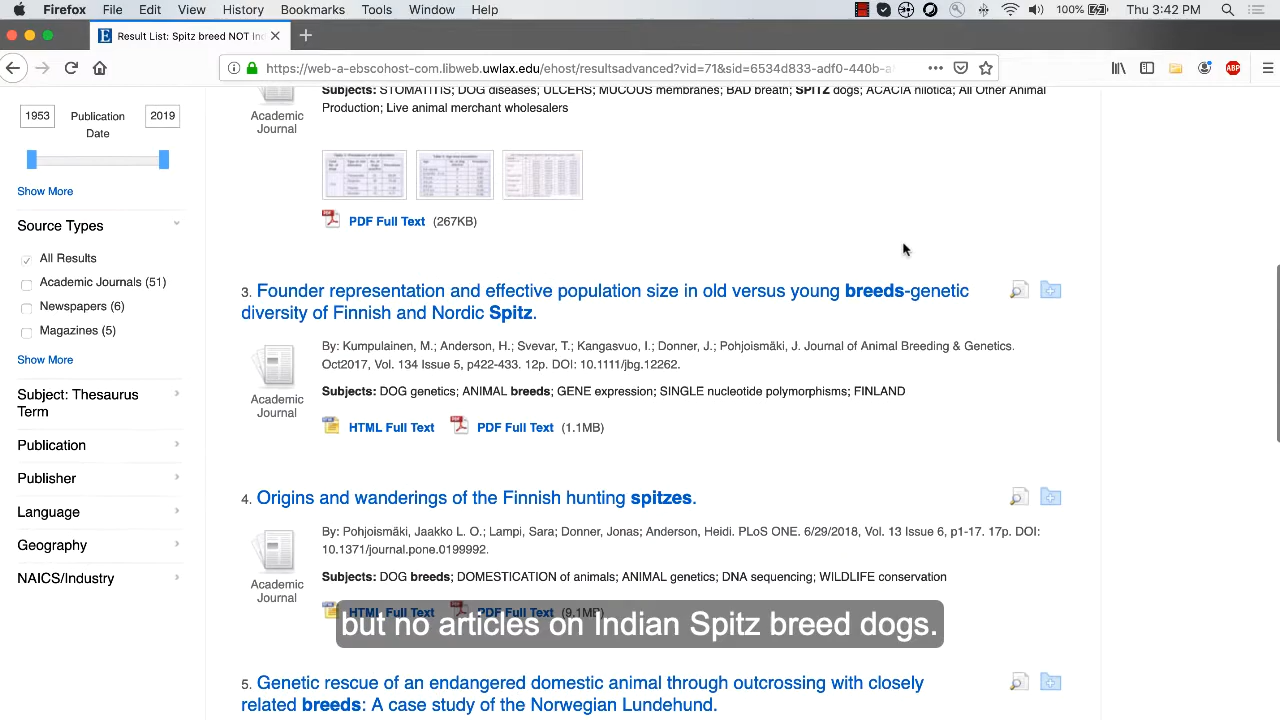 Firefox File Edit View History Bookmarks Tools Window Help 100% Thu 3:42 PM
Result List: Spitz breed NOT Ind
https://web-a-ebscohost-com.libweb.uwlax.edu/ehost/resultsadvanced?vid=71&sid=6534d833-adf0-440b-a
ABP
1953 Publication Date 2019
Show More
Source Types
All Results
Academic Journals (51)
Newspapers (6)
Magazines (5)
Show More
Subject: Thesaurus
Term
Publication
Publisher
Language
Geography
NAICS/Industry
Academic
Journal
Subjects: STOMATITIS; DOG diseases; ULCERS; MUCOUS membranes; BAD breath; SPITZ dogs; ACACIA nilotica; All Other Animal
Production; Live animal merchant wholesalers
PDF Full Text (267KB)
3. Founder representation and effective population size in old versus young breeds-genetic
diversity of Finnish and Nordic Spitz.
Academic
Journal
By: Kumpulainen, M.; Anderson, H.; Svevar, T.; Kangasvuo, I.; Donner, J.; Pohjoismäki, J. Journal of Animal Breeding & Genetics.
Oct2017, Vol. 134 Issue 5, p422-433. 12p. DOI: 10.1111/jbg.12262.
Subjects: DOG genetics; ANIMAL breeds; GENE expression; SINGLE nucleotide polymorphisms; FINLAND
HTML Full Text PDF Full Text (1.1MB)
4. Origins and wanderings of the Finnish hunting spitzes.
Academic
Journal
By: Pohjoismäki, Jaakko L. O.; Lampi, Sara; Donner, Jonas; Anderson, Heidi. PLoS ONE. 6/29/2018, Vol. 13 Issue 6, p1-17. 17p. DOI:
10.1371/journal.pone.0199992.
Subjects: DOG breeds; DOMESTICATION of animals; ANIMAL genetics; DNA sequencing; WILDLIFE conservation
HTML Full Text PDF Full Text (9.1MB)
but no articles on Indian Spitz breed dogs.
5. Genetic rescue of an endangered domestic animal through outcrossing with closely
related breeds: A case study of the Norwegian Lundehund.